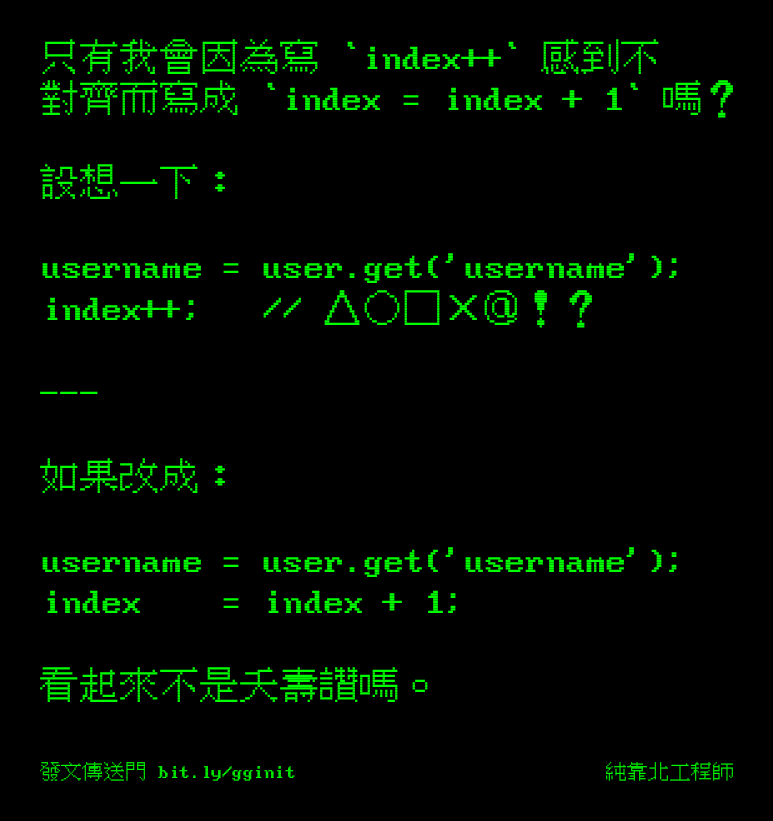 只有我會因為寫 `index++` 感到不
對齊而寫成 `index = index + 1` 嗎?
設想一下:
username = user.get('username');
index++;   // △○□×@!?
---
如果改成:
username = user.get('username');
index    = index + 1;
看起來不是夭壽讚嗎。
發文傳送門 bit.ly/gginit
純靠北工程師